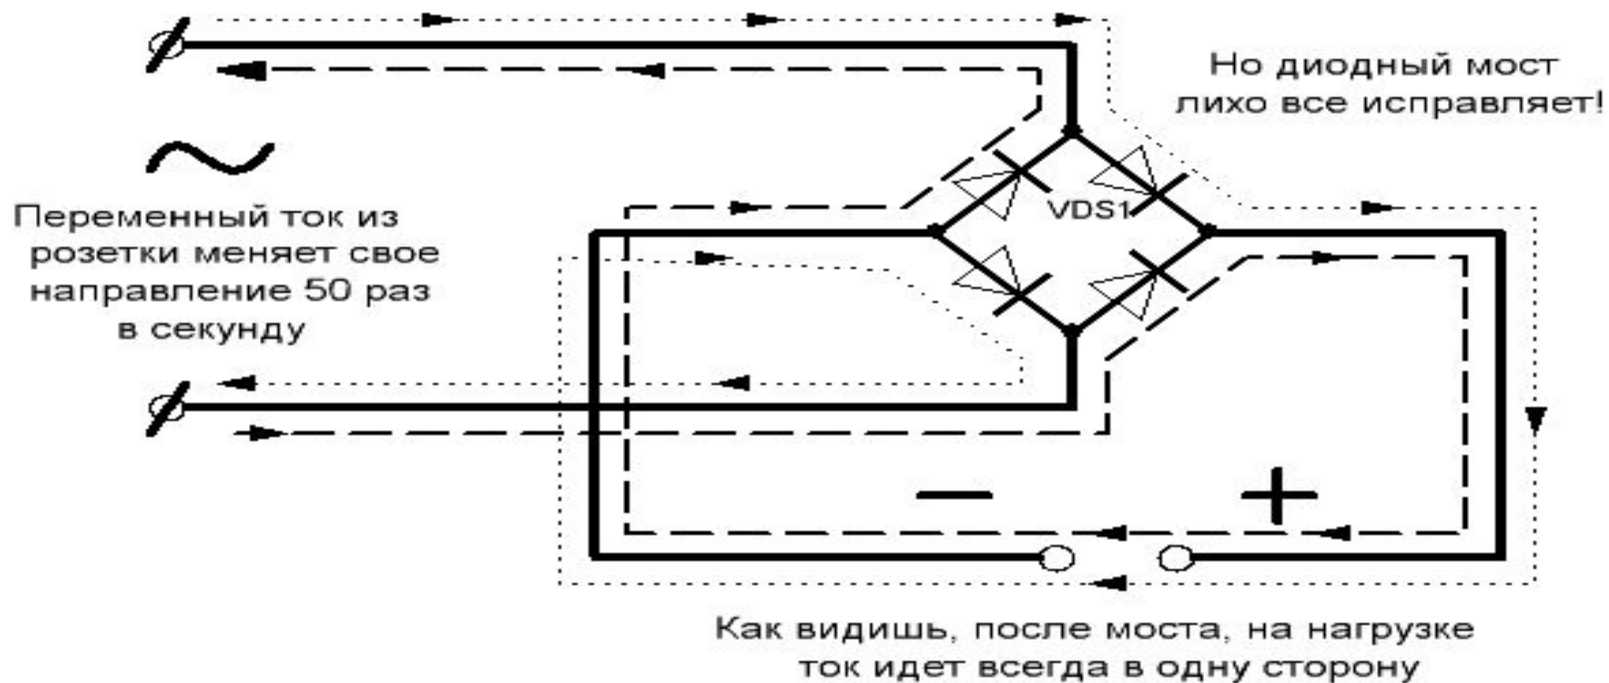 Но диодный мост
лихо все исправляет!
Переменный ток из
розетки меняет свое
направление 50 раз
в секунду
VDS1
Как видишь, после моста, на нагрузке
ток идет всегда в одну сторону